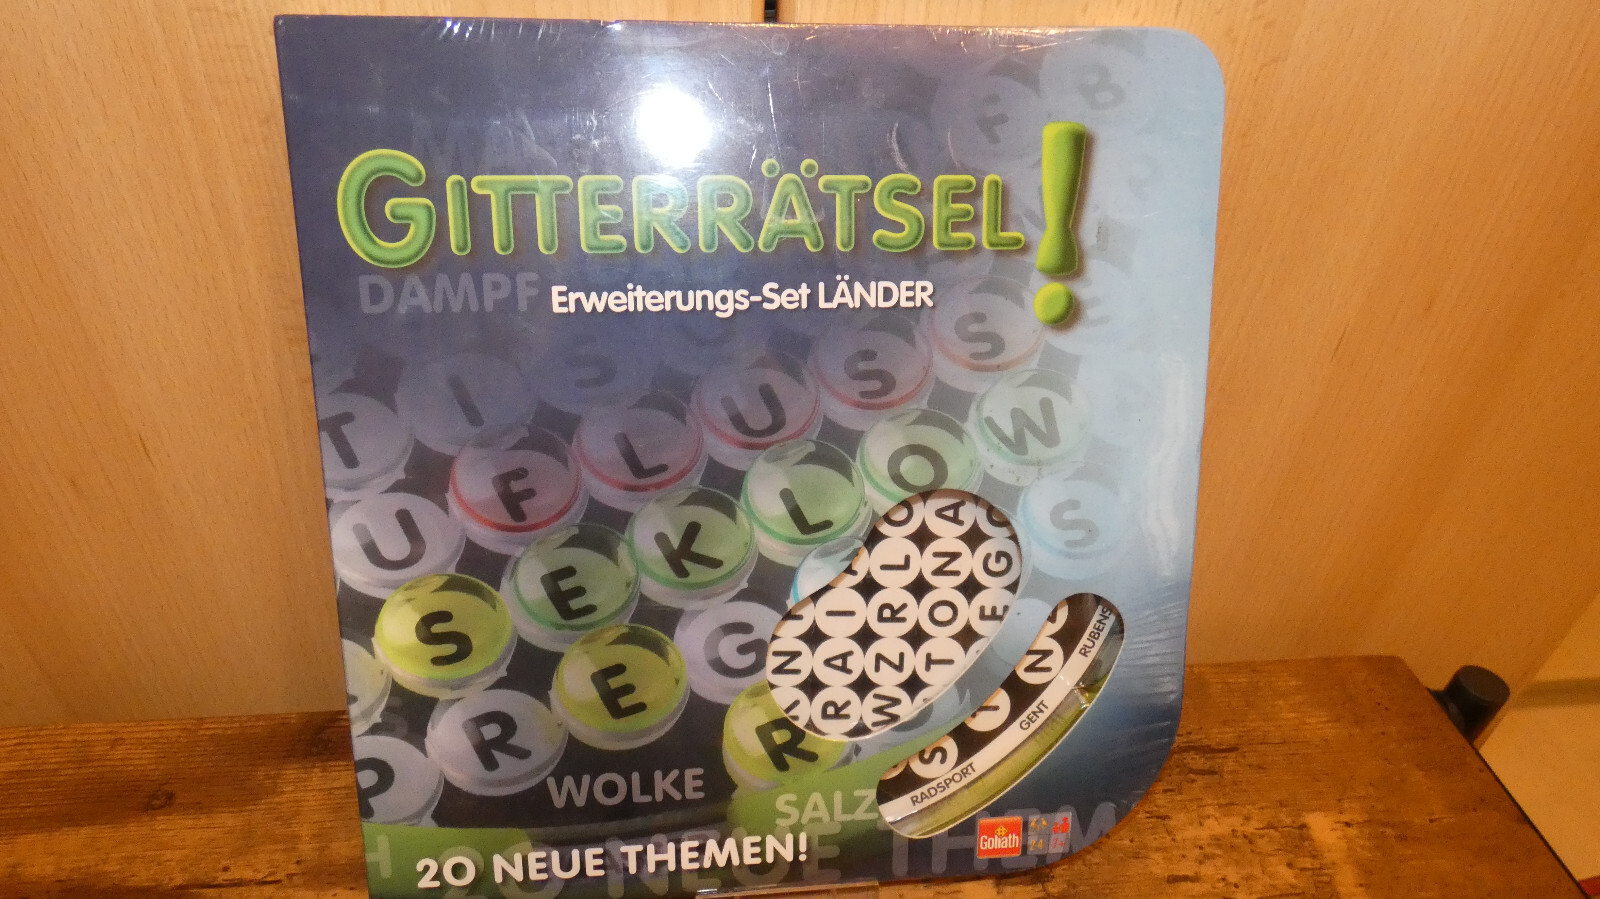 GITTERRÄTSEL!
DAMPF
Erweiterungs-Set LÄNDER
F B
T I S
U F L U S S
S E K L O W S
P R E G
R
WOLKE
SALZ
RUBENS
GENT
RADSPORT
20 NEUE THEMEN!
Goliath